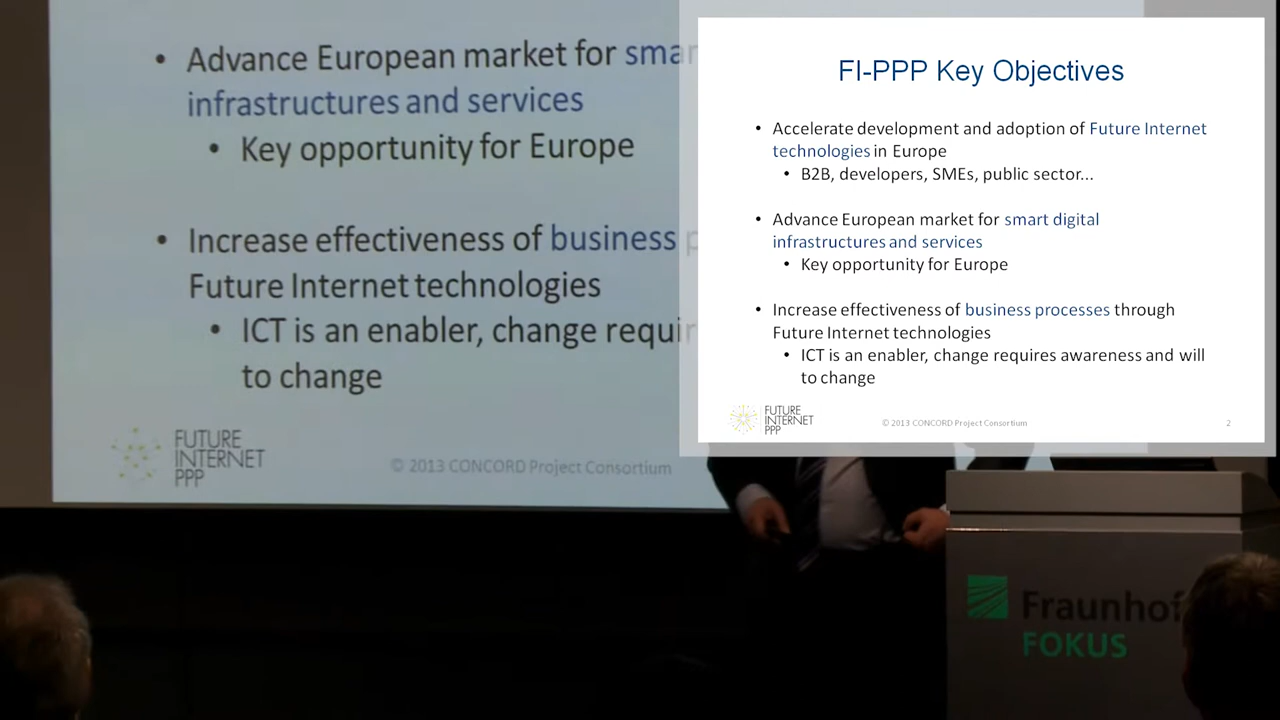 • Advance European market for smar
infrastructures and services
• Key opportunity for Europe
• Increase effectiveness of business p
Future Internet technologies
• ICT is an enabler, change requir
to change
FUTURE
INTERNET
PPP
© 2013 CONCORD Project Consortium
FI-PPP Key Objectives
• Accelerate development and adoption of Future Internet
technologies in Europe
• B2B, developers, SMEs, public sector...
• Advance European market for smart digital
infrastructures and services
• Key opportunity for Europe
• Increase effectiveness of business processes through
Future Internet technologies
• ICT is an enabler, change requires awareness and will
to change
FUTURE
INTERNET
PPP
© 2013 CONCORD Project Consortium
2
Fraunhof
FOKUS